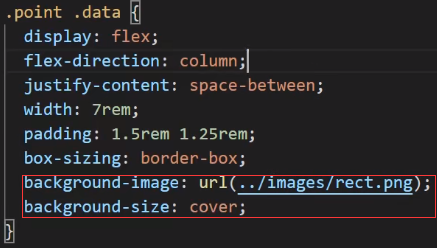 .point .data {
display: flex;
flex-direction: column;
justify-content: space-between;
width: 7rem;
padding: 1.5rem 1.25rem;
box-sizing: border-box;
background-image: url(../images/rect.png);
background-size: cover;
}